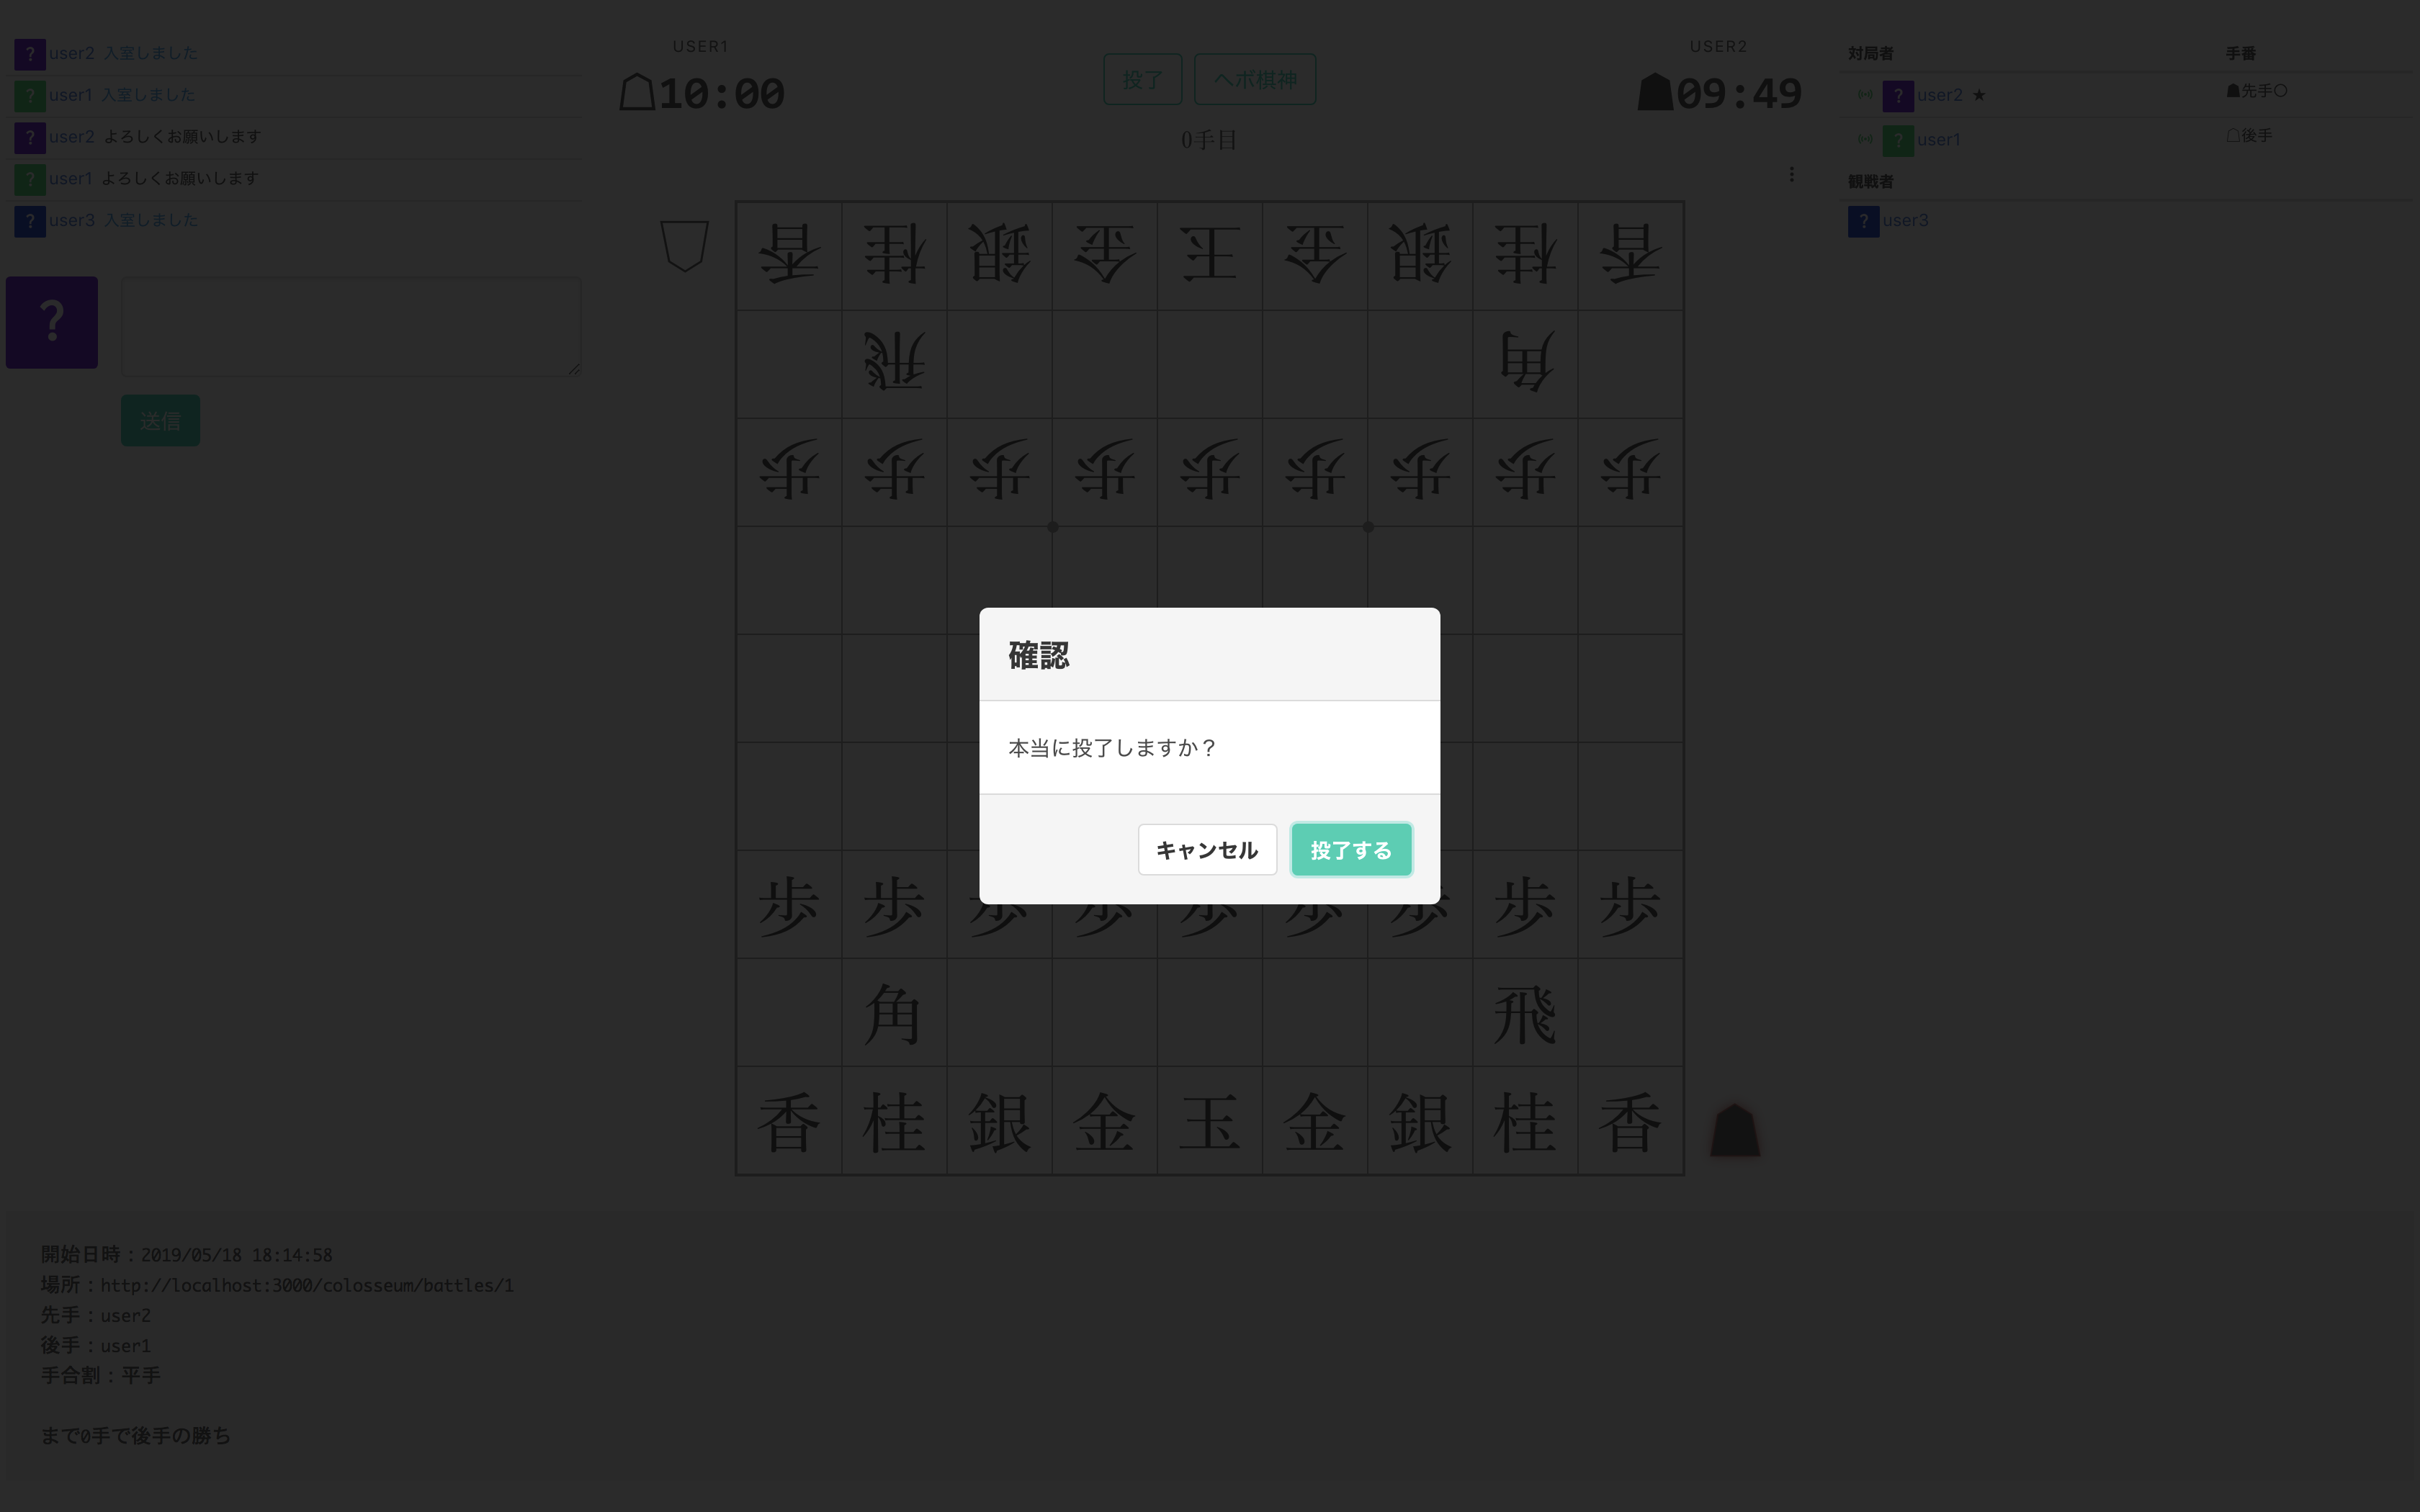 ? user2 入室しました
? user1 入室しました
? user2 よろしくお願いします
? user1 よろしくお願いします
? user3 入室しました
?
送信
USER1
10:00
投了 ヘボ棋神
0手目
USER2
09:49
対局者 手番
? user2 ★ 先手〇
? user1 後手
観戦者
? user3
香 桂 銀 金 王 金 銀 桂 香
飛 角
歩 歩 歩 歩 歩 歩 歩 歩 歩
確認
本当に投了しますか？
キャンセル 投了する
歩 歩 歩 歩 歩 歩 歩 歩 歩
角 飛
香 桂 銀 金 玉 金 銀 桂 香
開始日時：2019/05/18 18:14:58
場所：http://localhost:3000/colosseum/battles/1
先手：user2
後手：user1
手合割：平手
まで0手で後手の勝ち